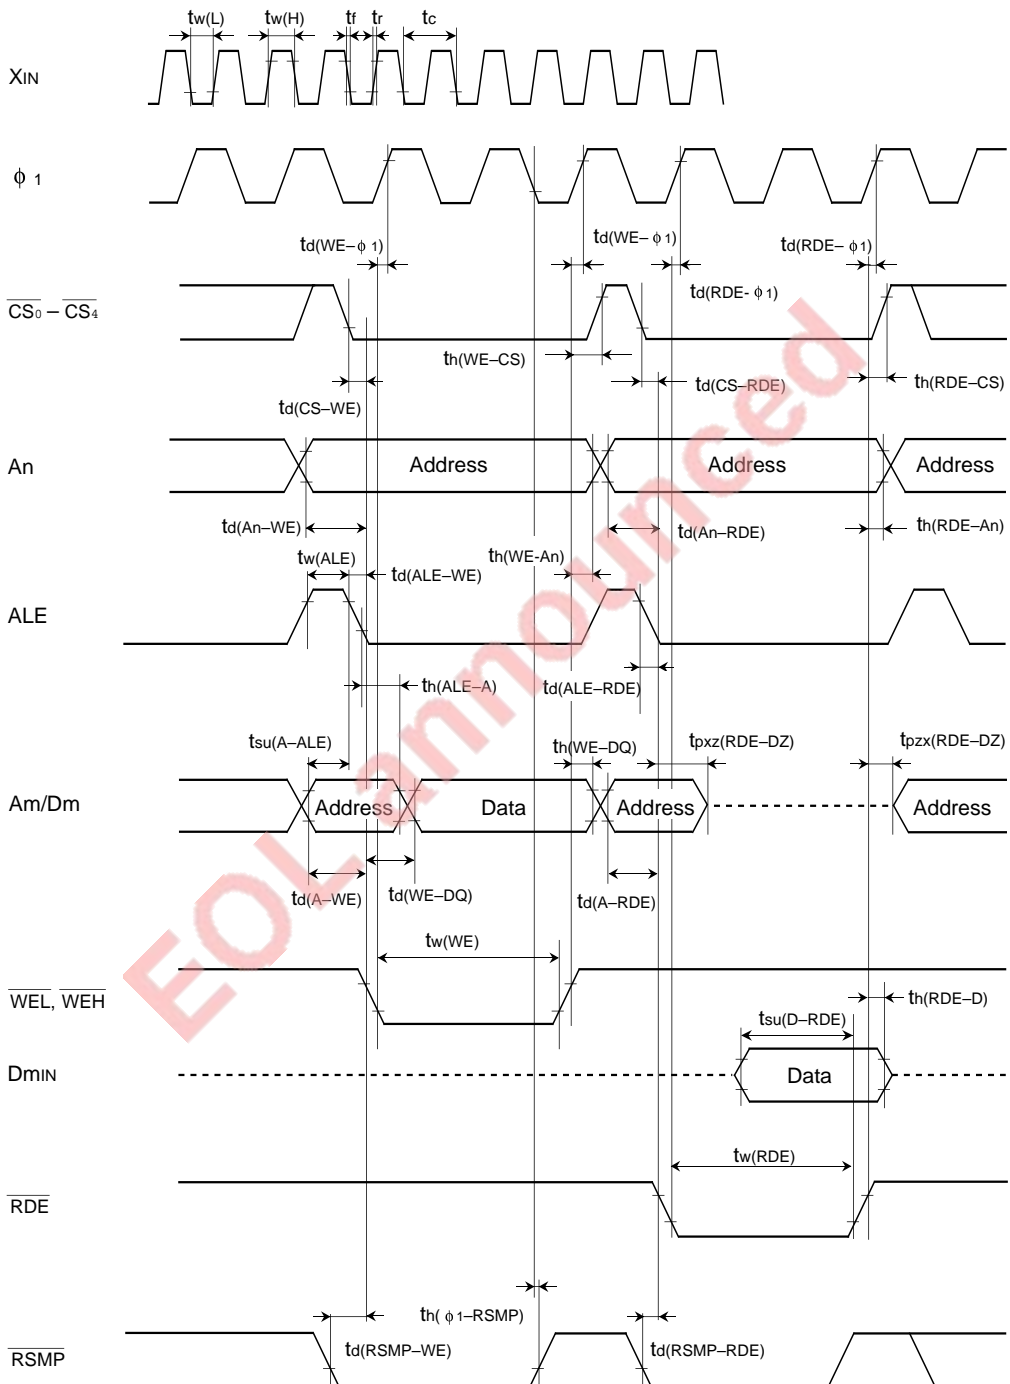 tw(L) tw(H) tf tr tc
XIN
ϕ 1
td(WE– ϕ 1) td(WE– ϕ 1) td(RDE– ϕ 1)
td(RDE- ϕ 1)
CS0 – CS4
th(WE–CS) td(CS–RDE) th(RDE–CS)
td(CS–WE)
An Address Address Address
td(An–WE) td(An–RDE) th(RDE–An)
tw(ALE) td(ALE–WE) th(WE-An)
ALE
th(ALE–A) td(ALE–RDE)
tsu(A–ALE) th(WE–DQ) tpxz(RDE–DZ) tpzx(RDE–DZ)
Am/Dm Address Data Address Address
td(A–WE) td(WE–DQ) td(A–RDE)
tw(WE)
WEL, WEH
th(RDE–D)
tsu(D–RDE)
DmIN Data
tw(RDE)
RDE
th( ϕ 1–RSMP)
td(RSMP–WE) td(RSMP–RDE)
RSMP
EOL announced